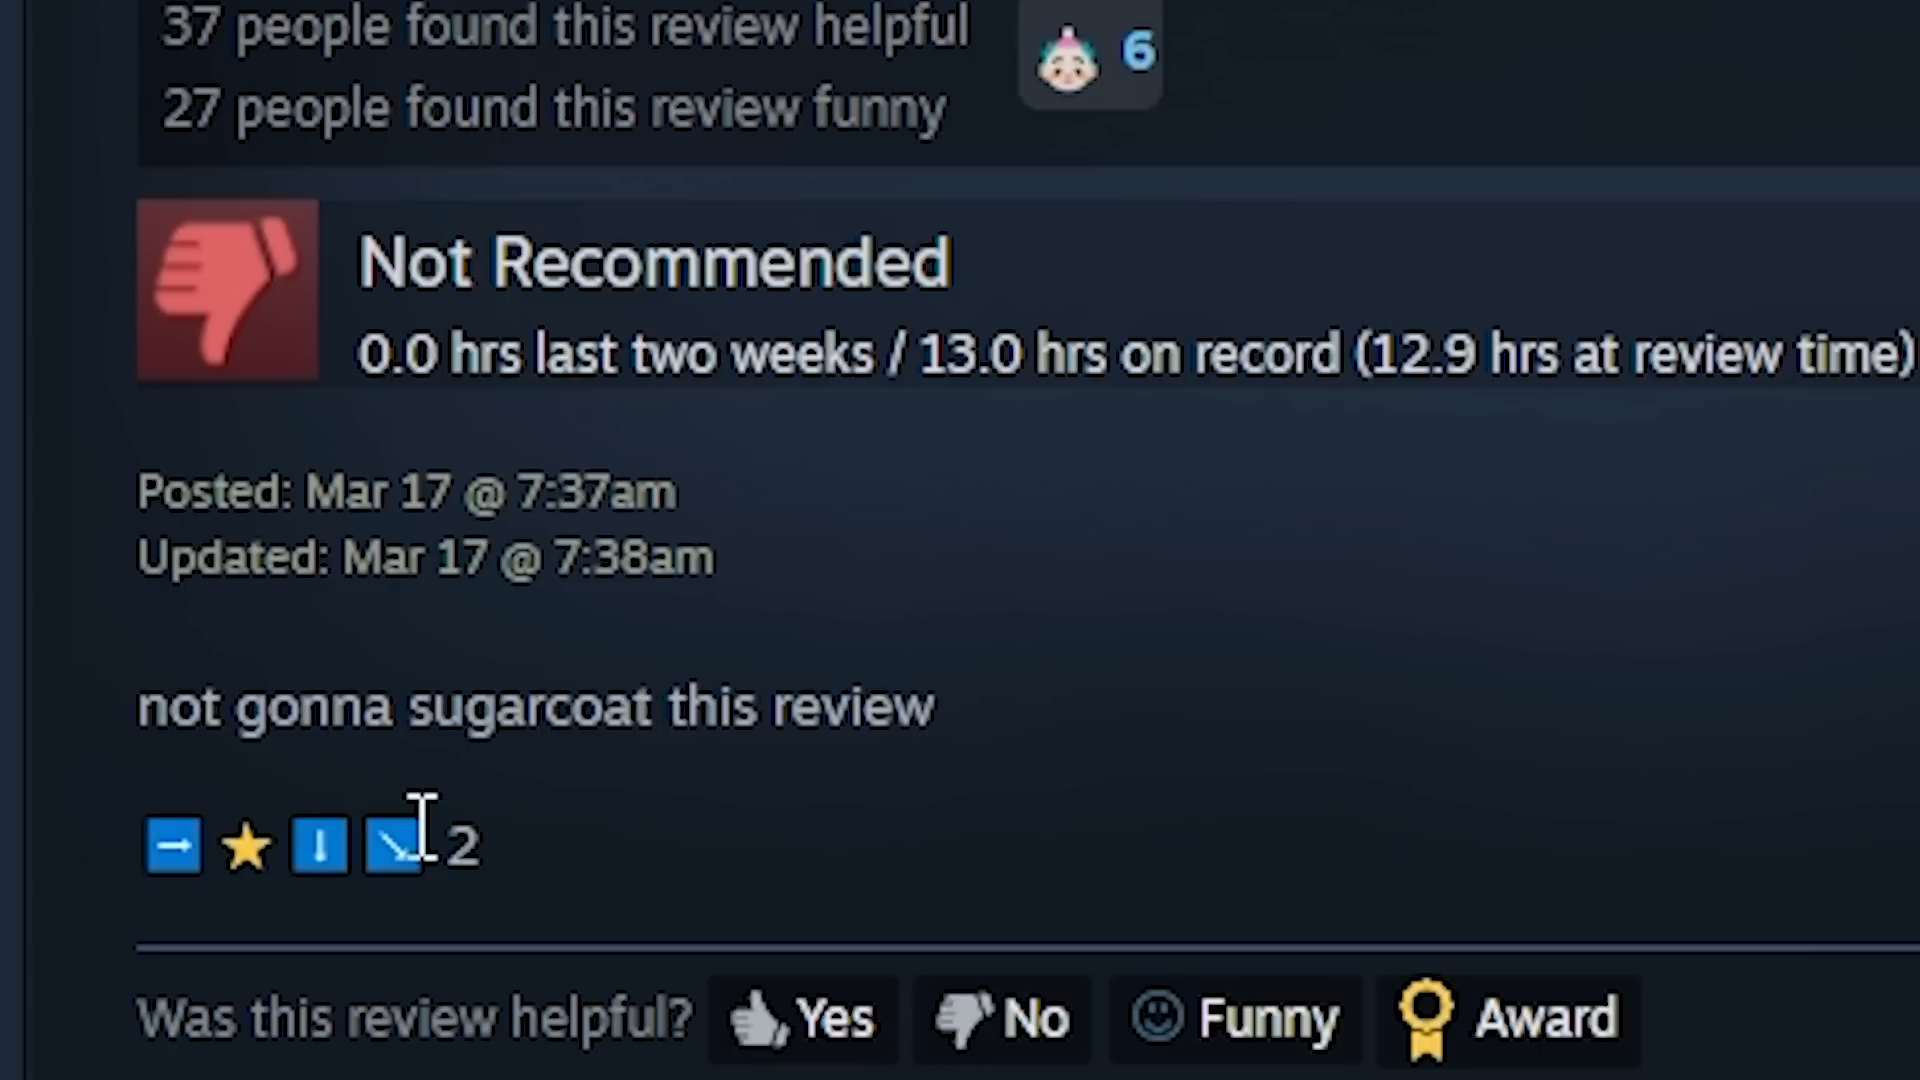 37 people found this review helpful
6
27 people found this review funny
Not Recommended
0.0 hrs last two weeks / 13.0 hrs on record (12.9 hrs at review time)
Posted: Mar 17 @ 7:37am
Updated: Mar 17 @ 7:38am
not gonna sugarcoat this review
➡️ ⭐ ⬇️ ↘️ 2
Was this review helpful? Yes No Funny Award